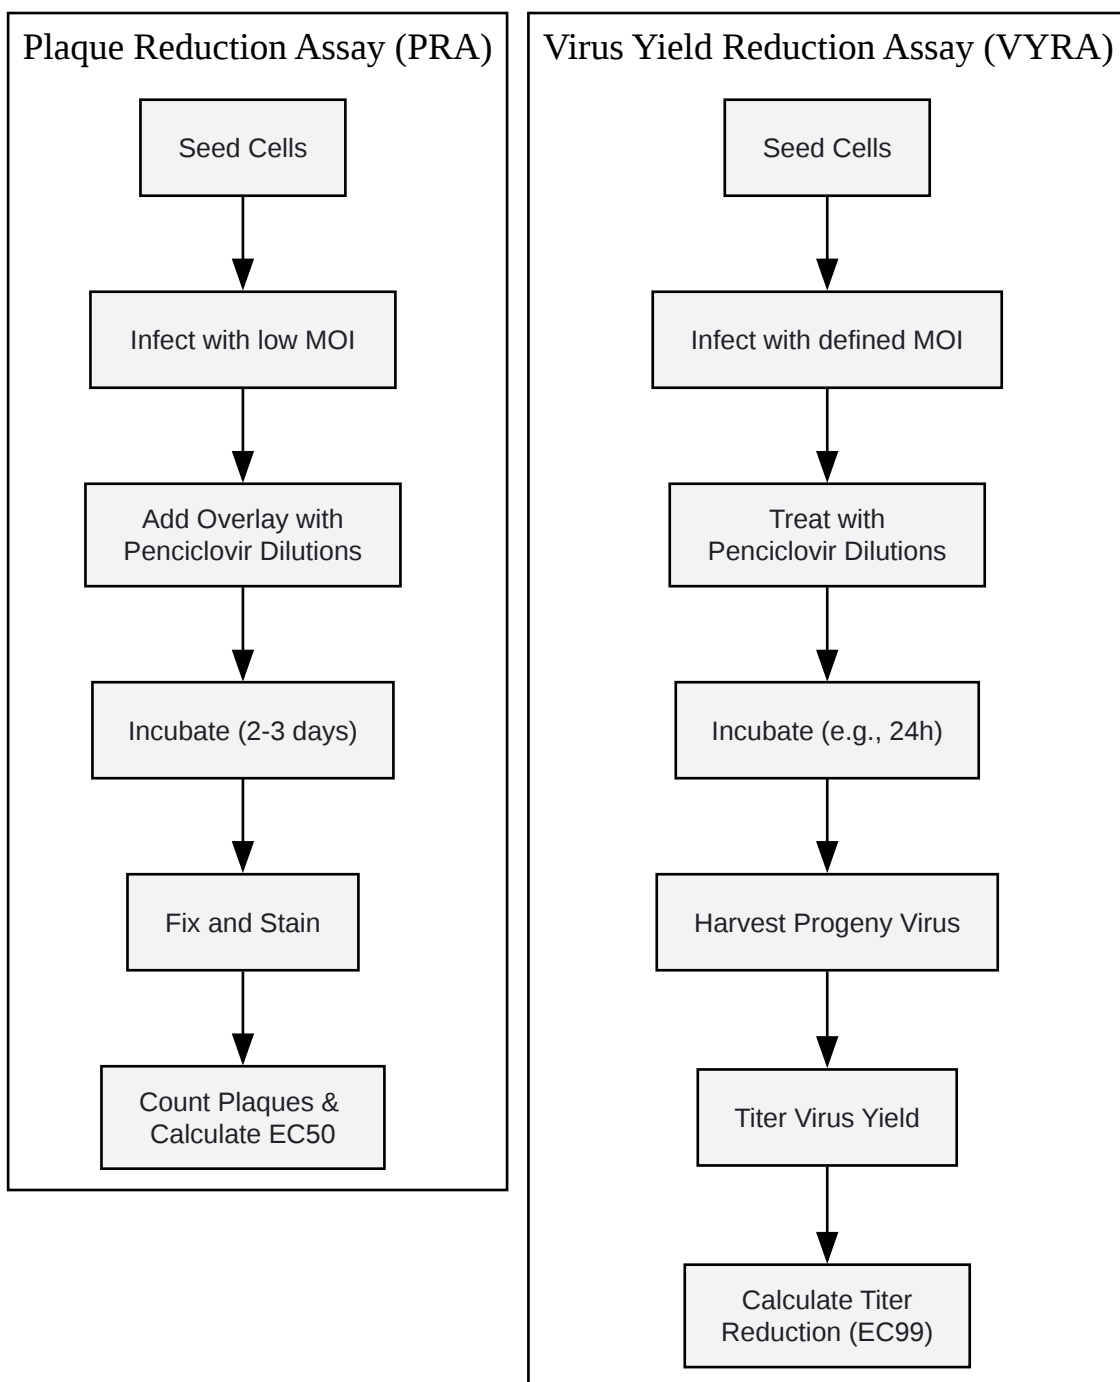 Plaque Reduction Assay (PRA)
Seed Cells
Infect with low MOI
Add Overlay with
Penciclovir Dilutions
Incubate (2-3 days)
Fix and Stain
Count Plaques &
Calculate EC50
Virus Yield Reduction Assay (VYRA)
Seed Cells
Infect with defined MOI
Treat with
Penciclovir Dilutions
Incubate (e.g., 24h)
Harvest Progeny Virus
Titer Virus Yield
Calculate Titer
Reduction (EC99)